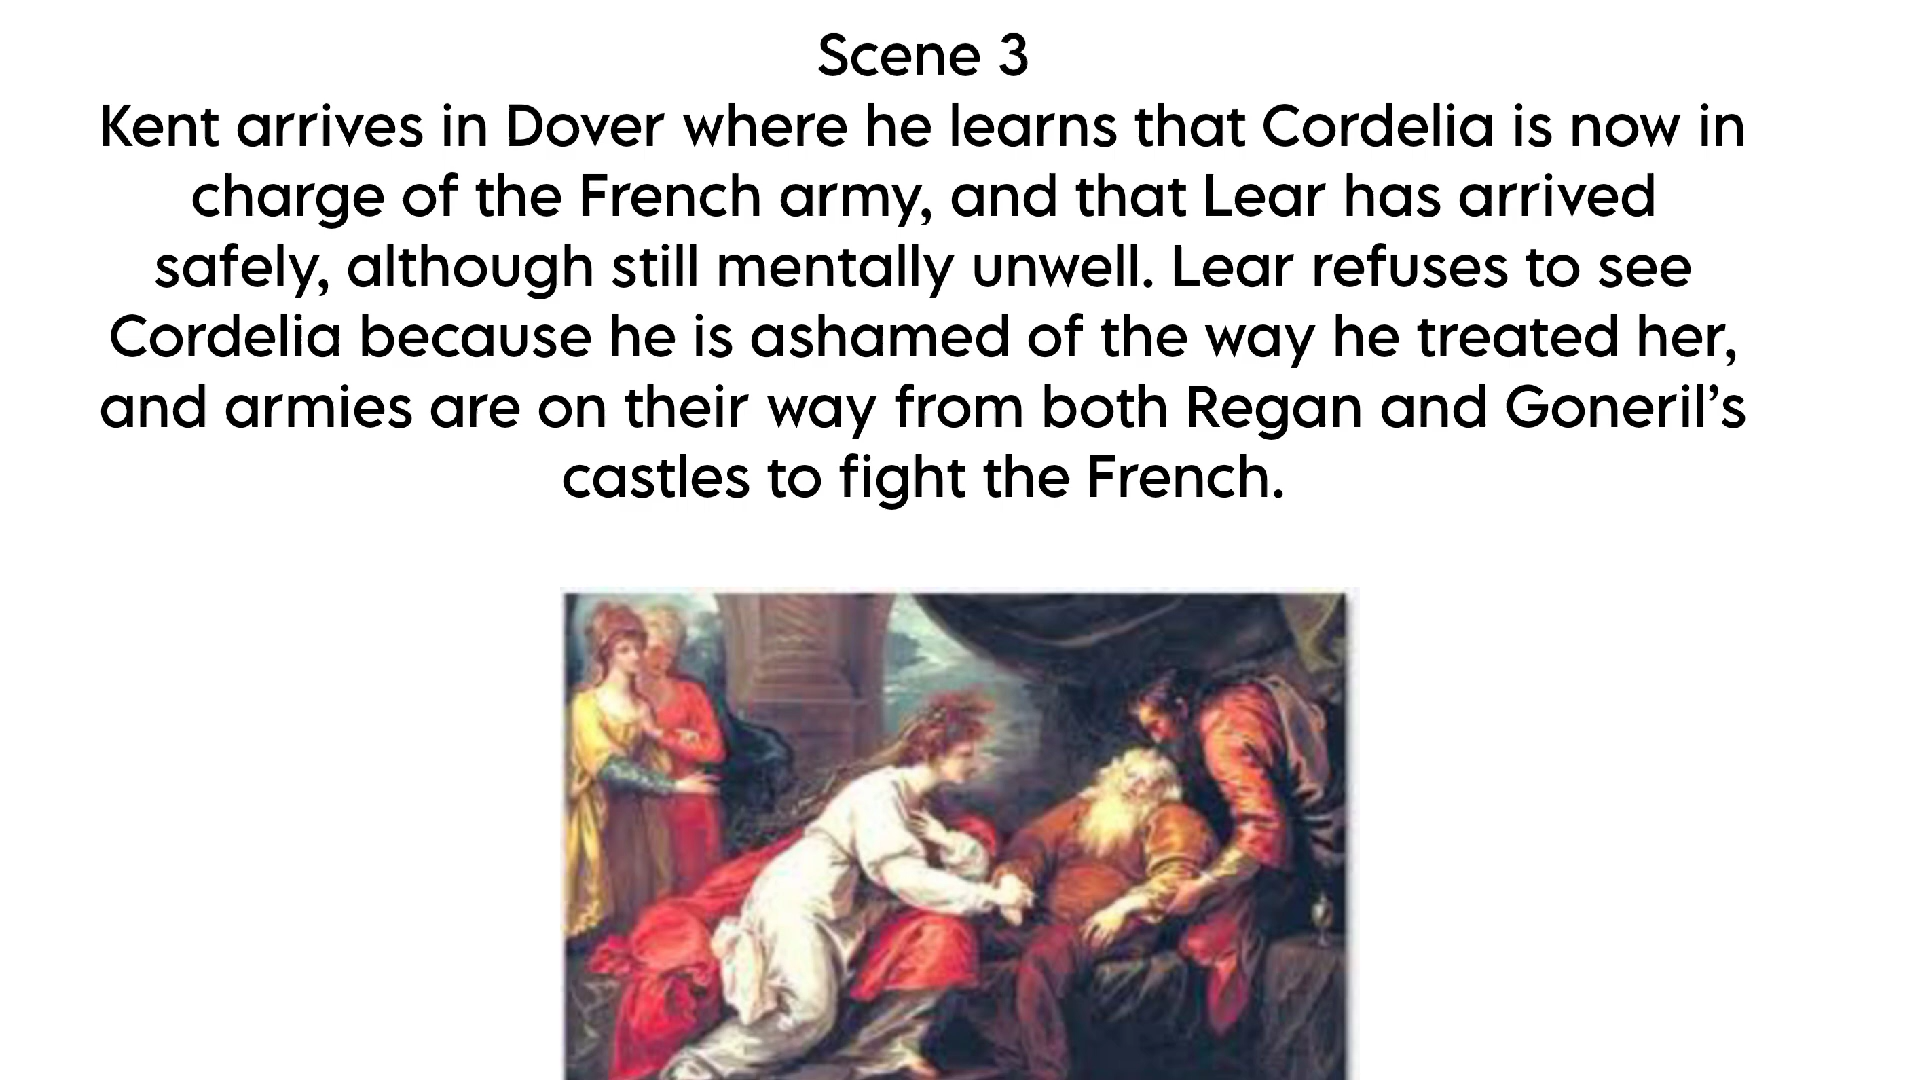 Scene 3
Kent arrives in Dover where he learns that Cordelia is now in
charge of the French army, and that Lear has arrived
safely, although still mentally unwell. Lear refuses to see
Cordelia because he is ashamed of the way he treated her,
and armies are on their way from both Regan and Goneril’s
castles to fight the French.